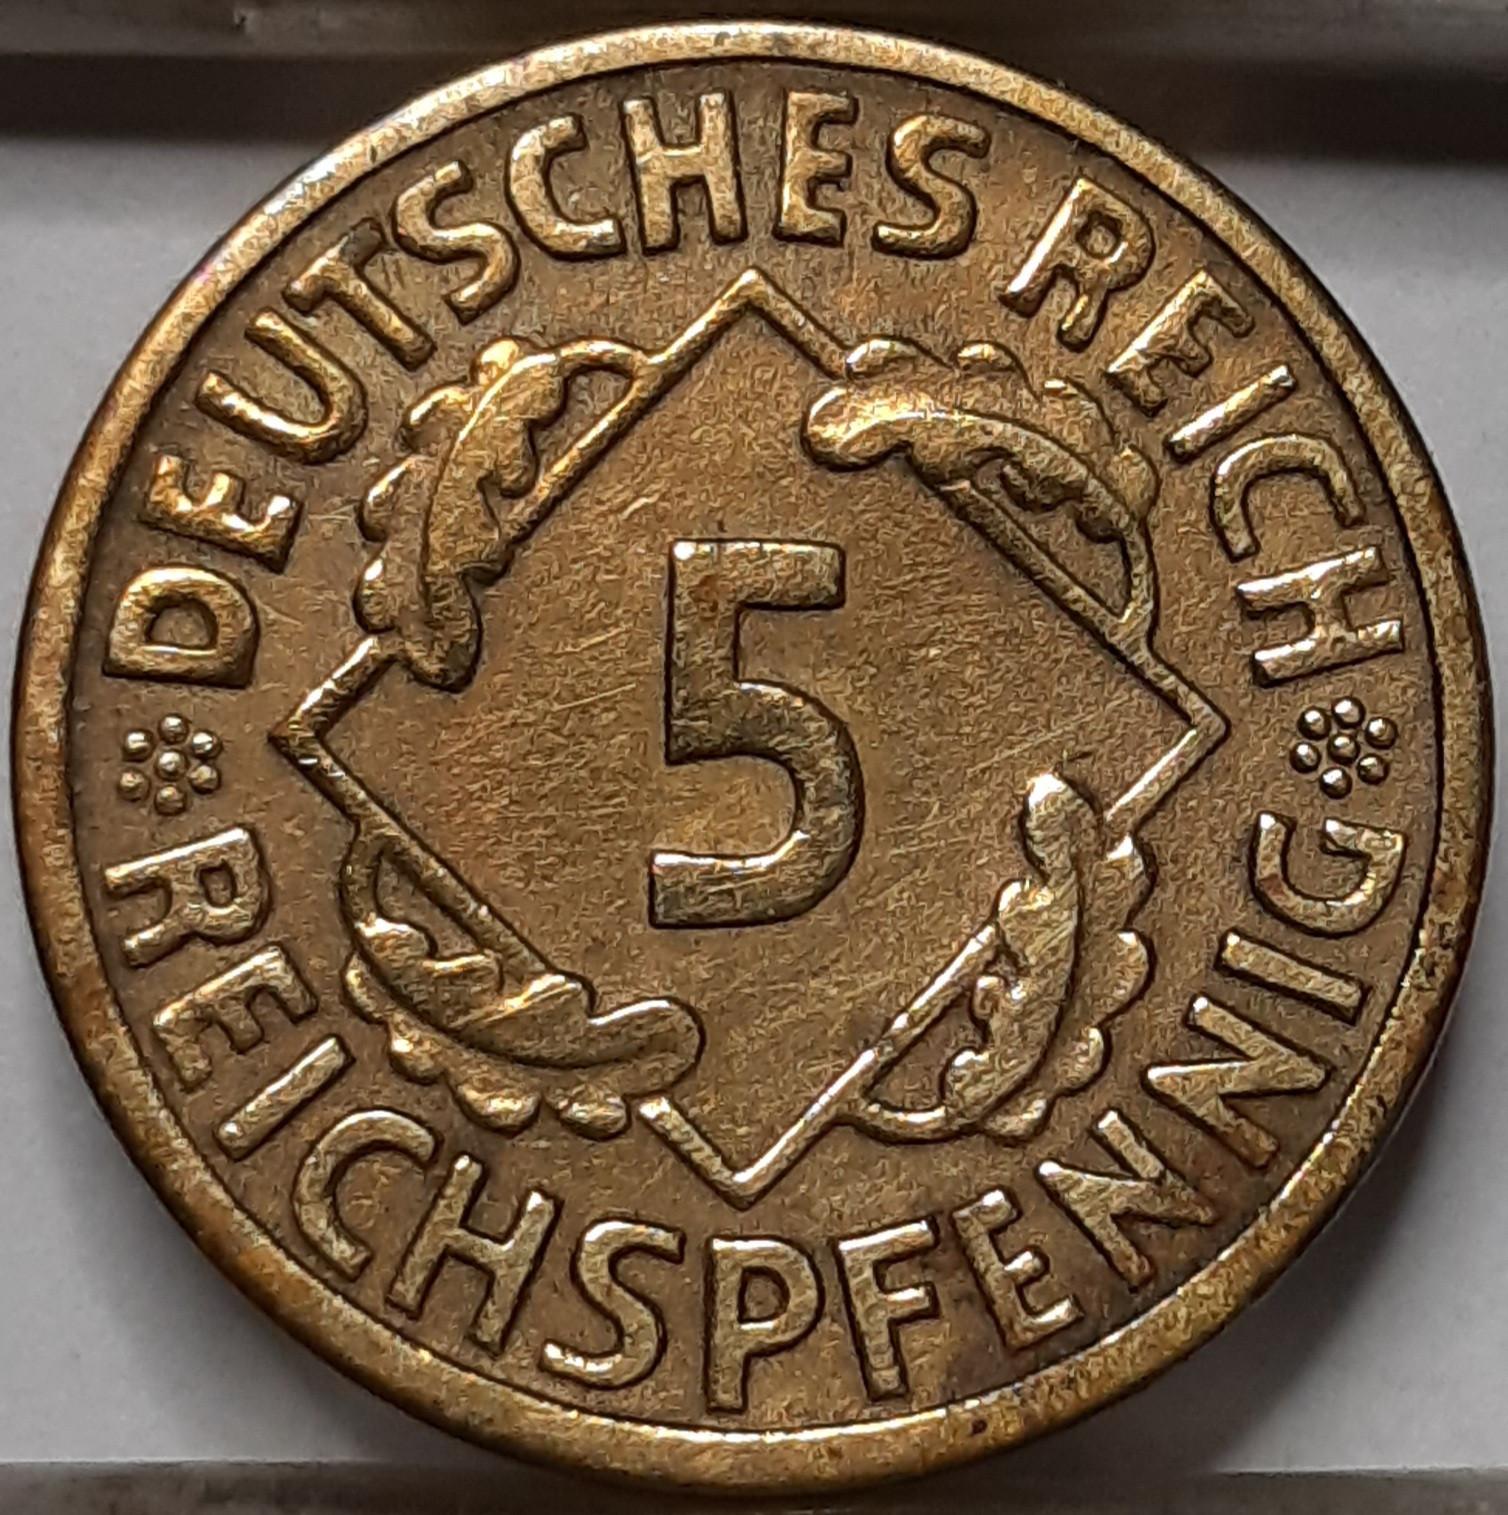 DEUTSCHES REICH
5
REICHSPFENNIG